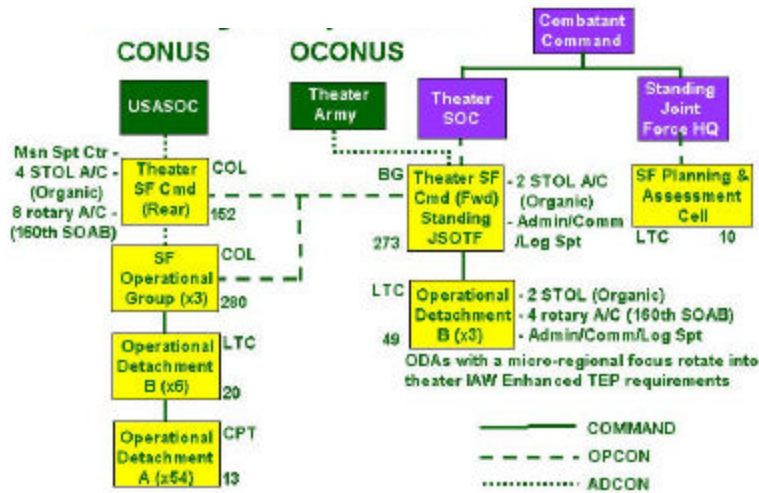 CONUS
OCONUS
Combatant
Command
USASOC
Theater
Army
Theater
SOC
Standing
Joint
Force HQ
Msn Spt Ctr -
4 STOL A/C -
(Organic)
8 rotary A/C -
(160th SOAB)
Theater
SF Cmd
(Rear)
COL
152
BG
Theater SF
Cmd (Fwd)
Standing
JSOTF
273
- 2 STOL A/C
(Organic)
- Admin/Comm
/Log Spt
SF Planning &
Assessment
Cell
LTC
10
SF
Operational
Group (x3)
COL
280
LTC
Operational
Detachment
B (x3)
49
- 2 STOL (Organic)
- 4 rotary A/C (160th SOAB)
- Admin/Comm/Log Spt
Operational
Detachment
B (x6)
LTC
20
ODAs with a micro-regional focus rotate into
theater IAW Enhanced TEP requirements
Operational
Detachment
A (x54)
CPT
13
COMMAND
OPCON
ADCON